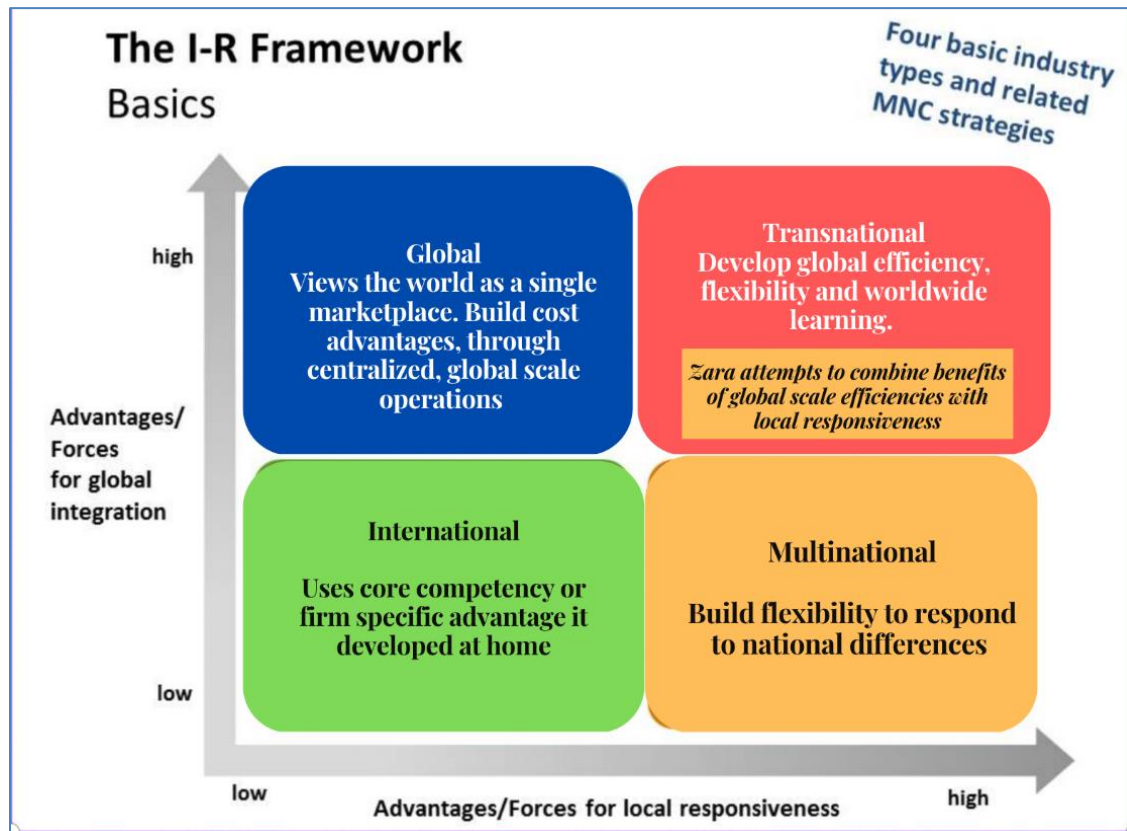 The I-R Framework
Basics
Four basic industry
types and related
MNC strategies
high
Global
Views the world as a single
marketplace. Build cost
advantages, through
centralized, global scale
operations
Transnational
Develop global efficiency,
flexibility and worldwide
learning.
Zara attempts to combine benefits
of global scale efficiencies with
local responsiveness
Advantages/
Forces
for global
integration
International
Uses core competency or
firm specific advantage it
developed at home
Multinational
Build flexibility to respond
to national differences
low
low
Advantages/Forces for local responsiveness
high